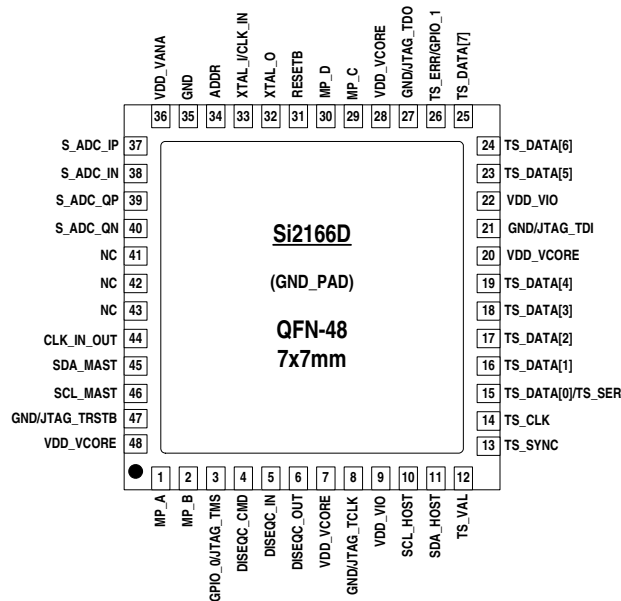 VDD_VANA
GND
ADDR
XTAL_I/CLK_IN
XTAL_O
RESETB
MP_D
MP_C
VDD_VCORE
GND/JTAG_TDO
TS_ERR/GPIO_1
TS_DATA[7]
36 35 34 33 32 31 30 29 28 27 26 25
S_ADC_IP 37
S_ADC_IN 38
S_ADC_QP 39
S_ADC_QN 40
NC 41
NC 42
NC 43
CLK_IN_OUT 44
SDA_MAST 45
SCL_MAST 46
GND/JTAG_TRSTB 47
VDD_VCORE 48
Si2166D
(GND_PAD)
QFN-48
7x7mm
24 TS_DATA[6]
23 TS_DATA[5]
22 VDD_VIO
21 GND/JTAG_TDI
20 VDD_VCORE
19 TS_DATA[4]
18 TS_DATA[3]
17 TS_DATA[2]
16 TS_DATA[1]
15 TS_DATA[0]/TS_SER
14 TS_CLK
13 TS_SYNC
1 2 3 4 5 6 7 8 9 10 11 12
MP_A
MP_B
GPIO_0/JTAG_TMS
DISEQC_CMD
DISEQC_IN
DISEQC_OUT
VDD_VCORE
GND/JTAG_TCLK
VDD_VIO
SCL_HOST
SDA_HOST
TS_VAL